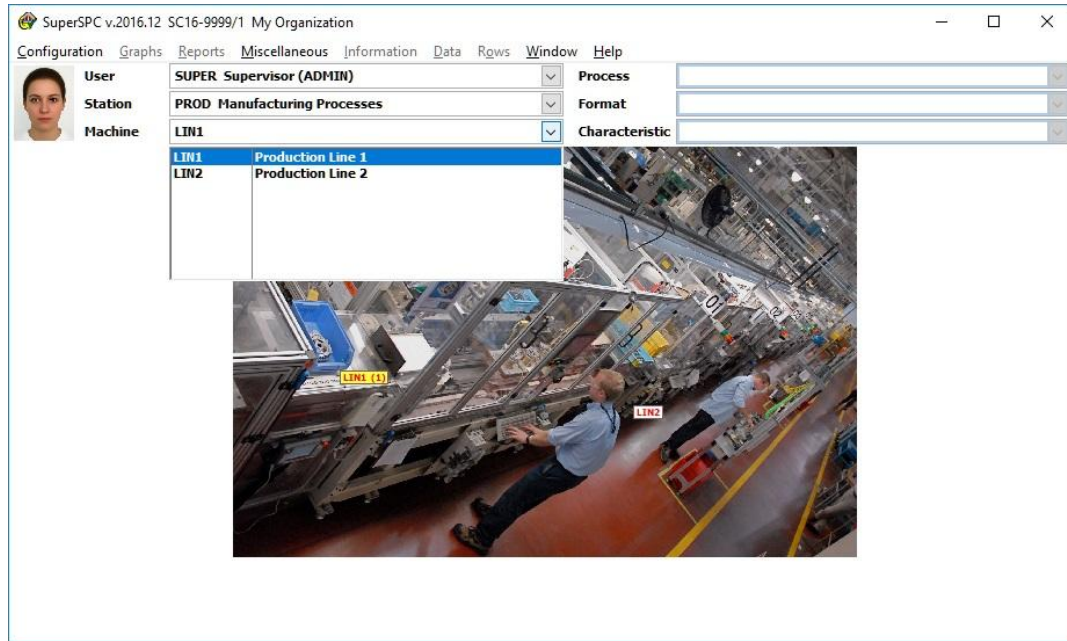 SuperSPC v.2016.12 SC16-9999/1 My Organization
Configuration Graphs Reports Miscellaneous Information Data Rows Window Help
User SUPER Supervisor (ADMIN) Process
Station PROD Manufacturing Processes Format
Machine LIN1 Characteristic
LIN1 Production Line 1
LIN2 Production Line 2
01
02
LIN1 (1)
LIN2